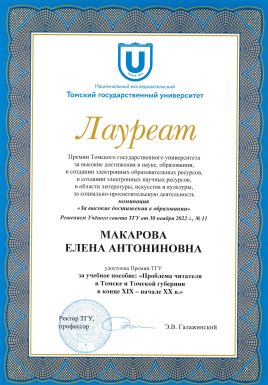 Национальный исследовательский
Томский государственный университет
Лауреат
Премии Томского государственного университета
за высокие достижения в науке, образовании,
в создании электронных образовательных ресурсов,
в создании электронных научных ресурсов,
в области литературы, искусства и культуры,
за социально-просветительскую деятельность
номинация
«За высокие достижения в образовании»
Решением Учёного совета ТГУ от 30 ноября 2022 г., № 11
МАКАРОВА
ЕЛЕНА АНТОНИНОВНА
удостоена Премии ТГУ
за учебное пособие: «Проблема читателя
в Томске и Томской губернии
в конце XIX – начале XX в.»
Ректор ТГУ,
профессор
Э.В. Галажинский